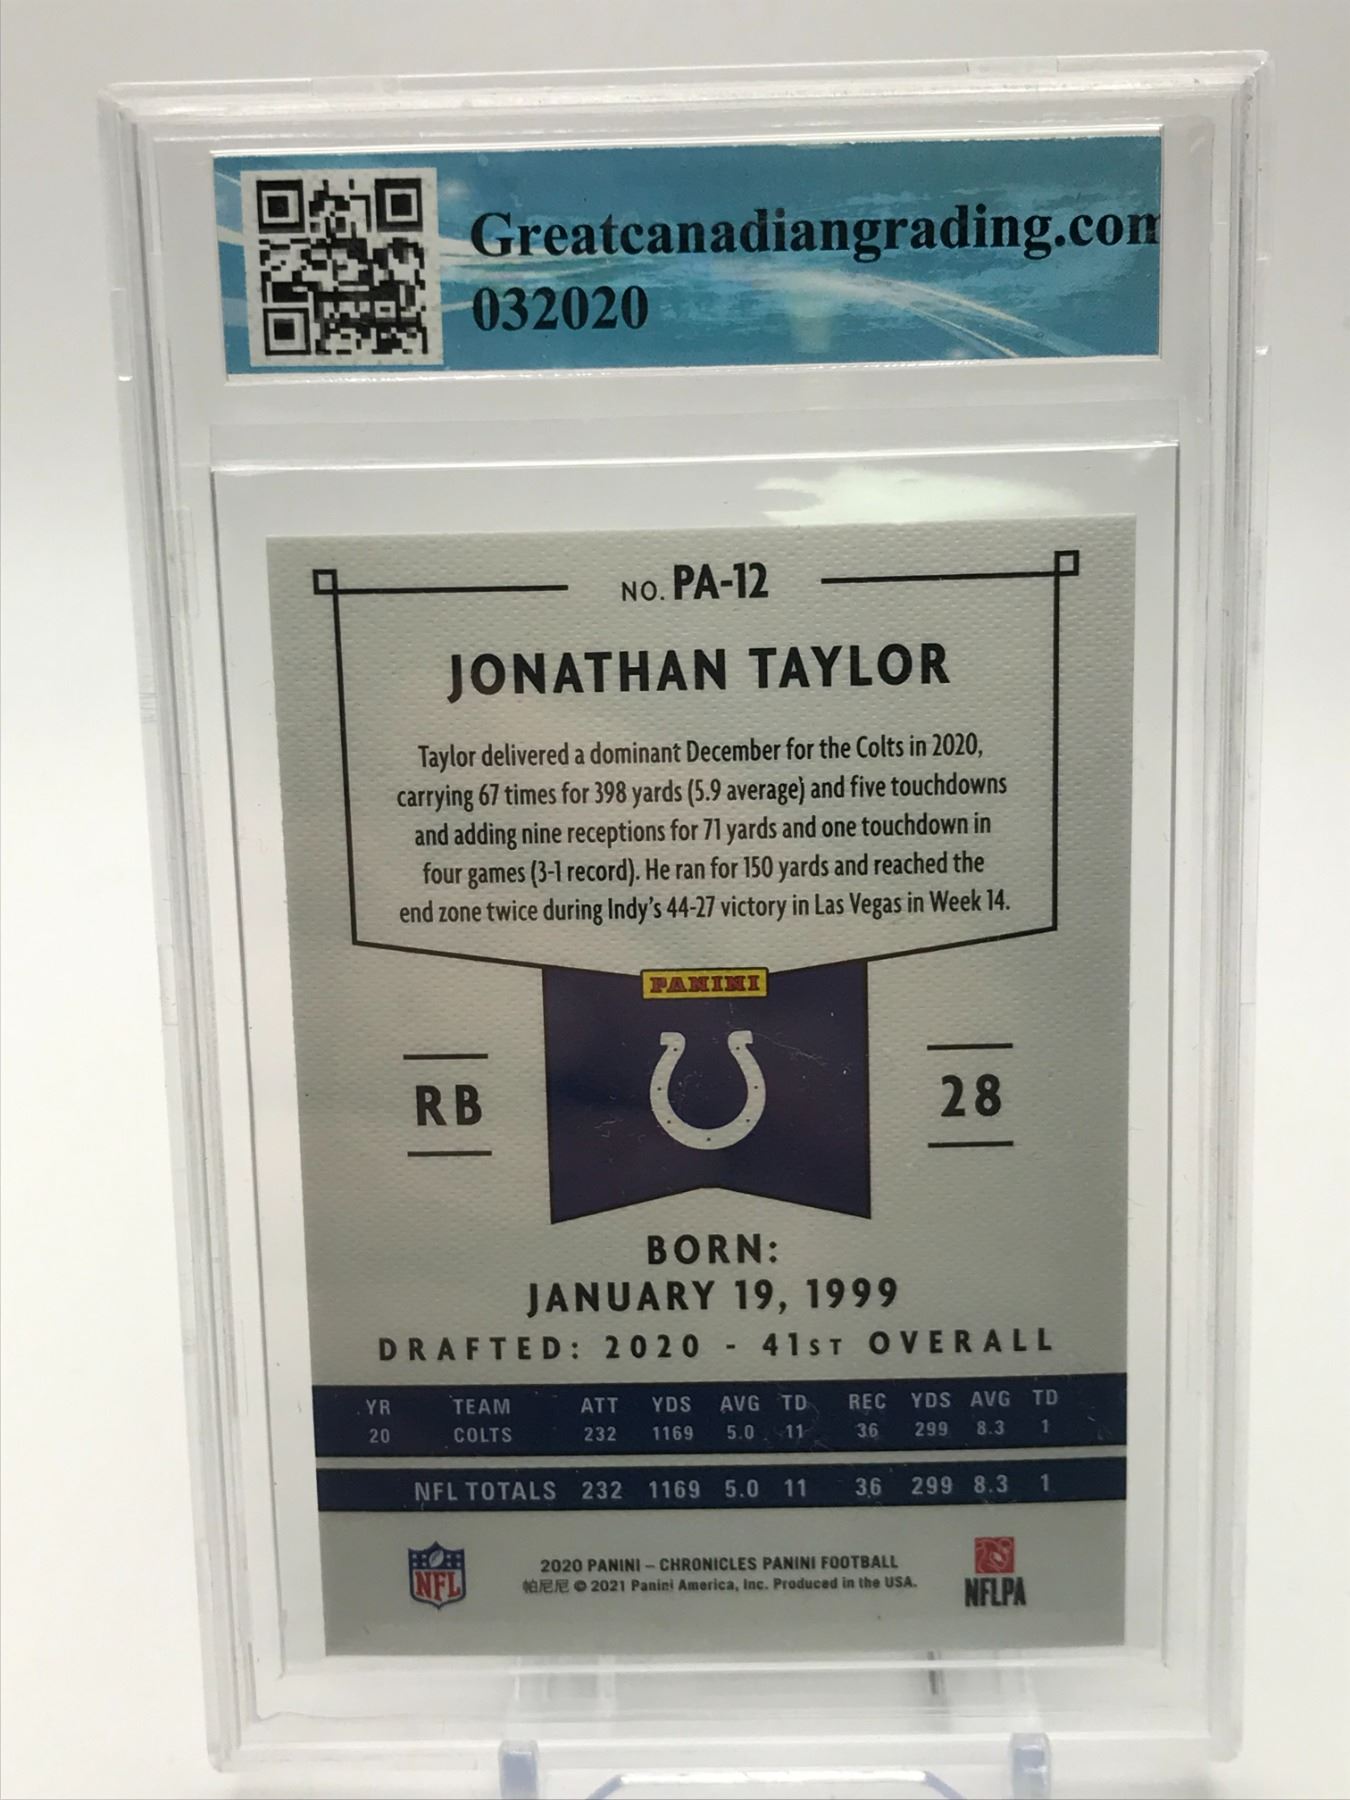 Greatcanadiangrading.com
032020
NO. PA-12
JONATHAN TAYLOR
Taylor delivered a dominant December for the Colts in 2020,
carrying 67 times for 398 yards (5.9 average) and five touchdowns
and adding nine receptions for 71 yards and one touchdown in
four games (3-1 record). He ran for 150 yards and reached the
end zone twice during Indy's 44-27 victory in Las Vegas in Week 14.
PANINI
RB
28
BORN:
JANUARY 19, 1999
DRAFTED: 2020 - 41ST OVERALL
YR TEAM ATT YDS AVG TD REC YDS AVG TD
20 COLTS 232 1169 5.0 11 36 299 8.3 1
NFL TOTALS 232 1169 5.0 11 36 299 8.3 1
NFL
2020 PANINI – CHRONICLES PANINI FOOTBALL
帕尼尼 © 2021 Panini America, Inc. Produced in the USA.
NFLPA